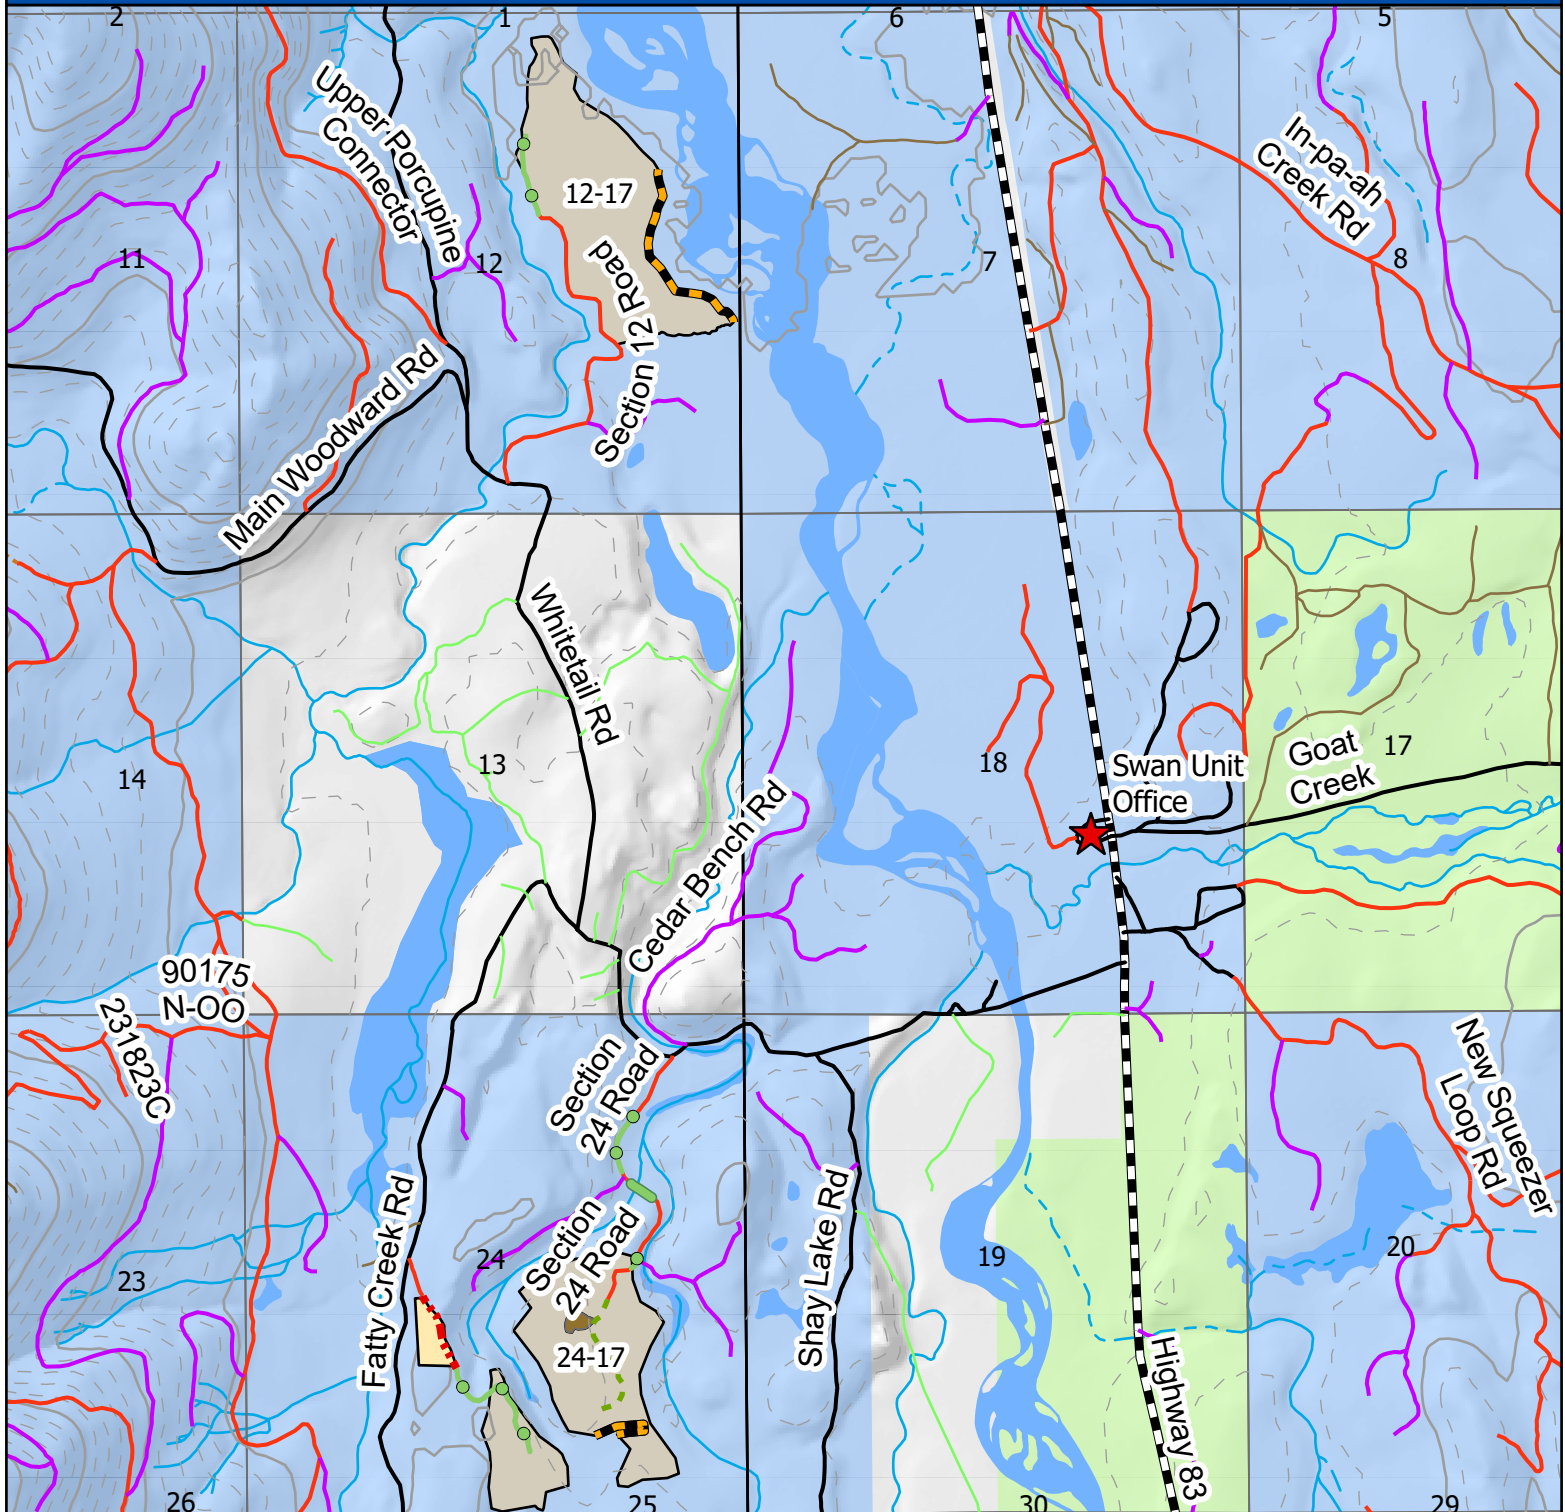 2
1
6
5
Upper Porcupine
Connector
In-pa-ah
Creek Rd
12-17
11
12
7
8
Section 12 Road
Main Woodward Rd
Whitetail Rd
14
13
18
17
Swan Unit
Office
Goat
Creek
Cedar Bench Rd
90175
N-OO
231823C
Section
24 Road
New Squeezer
Loop Rd
Fatty Creek Rd
Section
24 Road
Shay Lake Rd
23
24
19
20
24-17
Highway 83
26
25
30
29